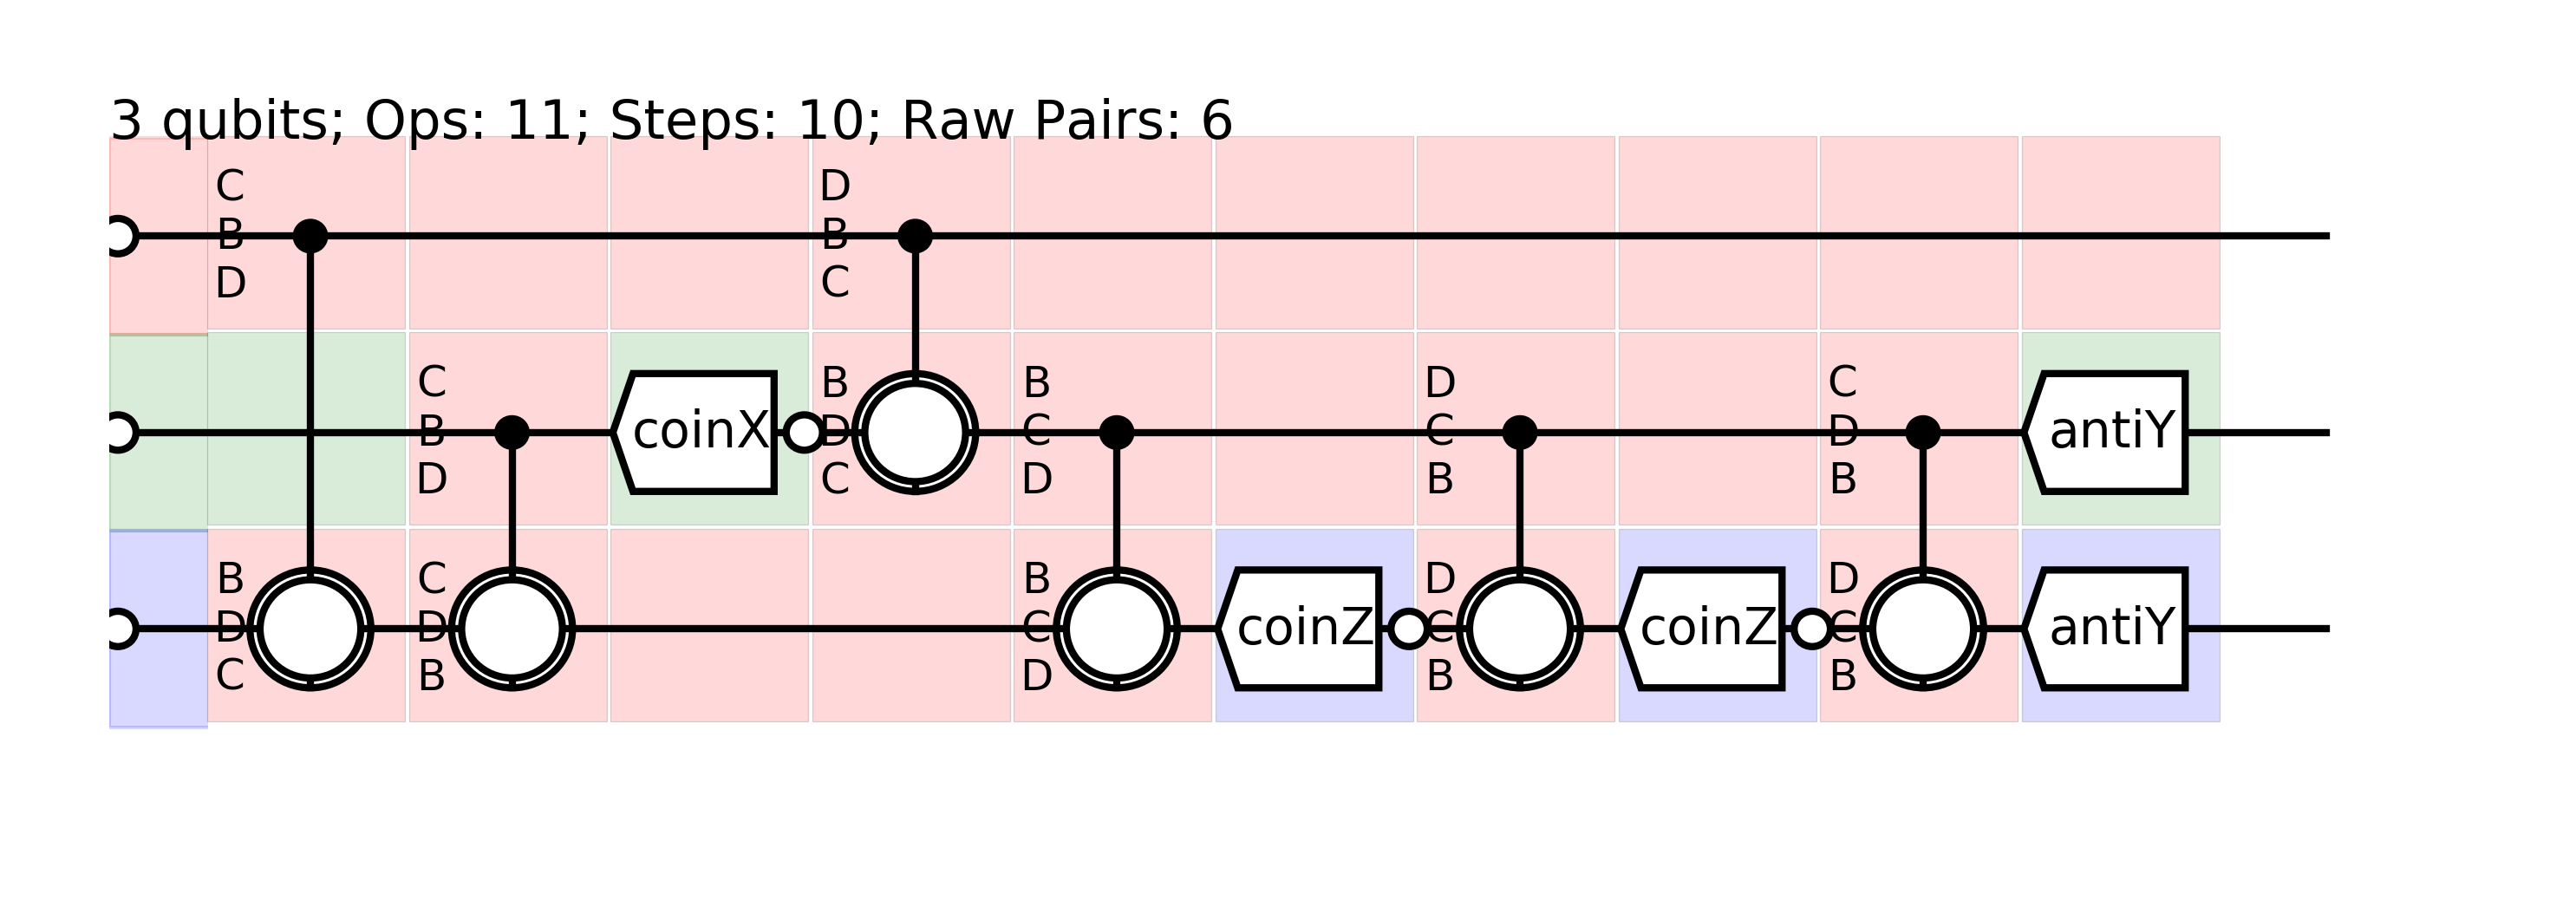 3 qubits; Ops: 11; Steps: 10; Raw Pairs: 6
C D
B B
D C
C B B D C
B coinX D C C D antiY
D C D B B
B C B D D
D D C coinZ C coinZ C antiY
C B D B B